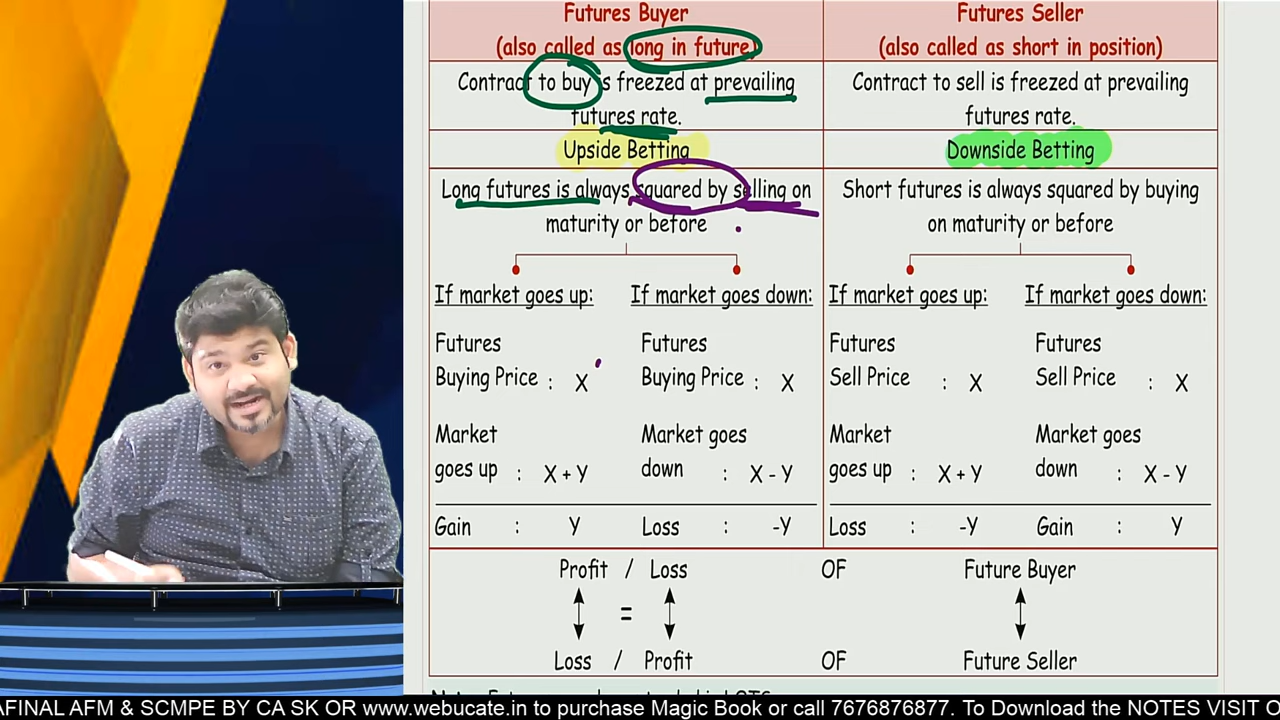 Futures Buyer
(also called as long in future)
Futures Seller
(also called as short in position)
Contract to buy is freezed at prevailing
futures rate.
Contract to sell is freezed at prevailing
futures rate.
Upside Betting
Downside Betting
Long futures is always squared by selling on
maturity or before
Short futures is always squared by buying
on maturity or before
If market goes up:
Futures
Buying Price : X
Market
goes up : X + Y
Gain : Y
If market goes down:
Futures
Buying Price : X
Market goes
down : X - Y
Loss : -Y
If market goes up:
Futures
Sell Price : X
Market
goes up : X + Y
Loss : -Y
If market goes down:
Futures
Sell Price : X
Market goes
down : X - Y
Gain : Y
Profit / Loss OF Future Buyer
=
Loss / Profit OF Future Seller
AFINAL AFM & SCMPE BY CA SK OR www.webucate.in to purchase Magic Book or call 7676876877. To Download the NOTES VISIT O